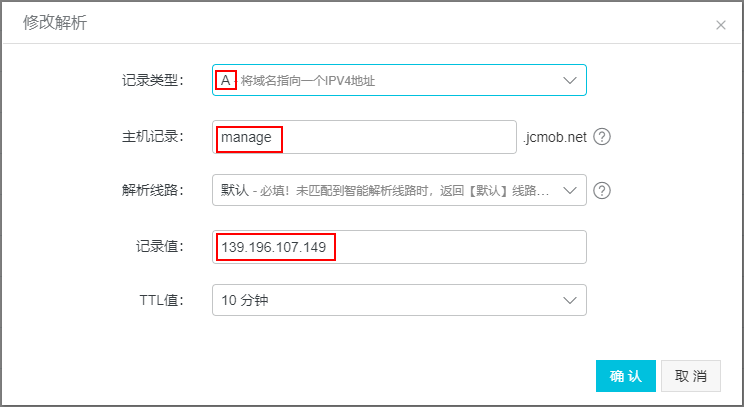 修改解析
记录类型: A - 将域名指向一个IPV4地址
主机记录: manage .jcmob.net ?
解析线路: 默认 - 必填！未匹配到智能解析线路时，返回【默认】线路... ?
记录值: 139.196.107.149
TTL值: 10 分钟
确 认 取 消